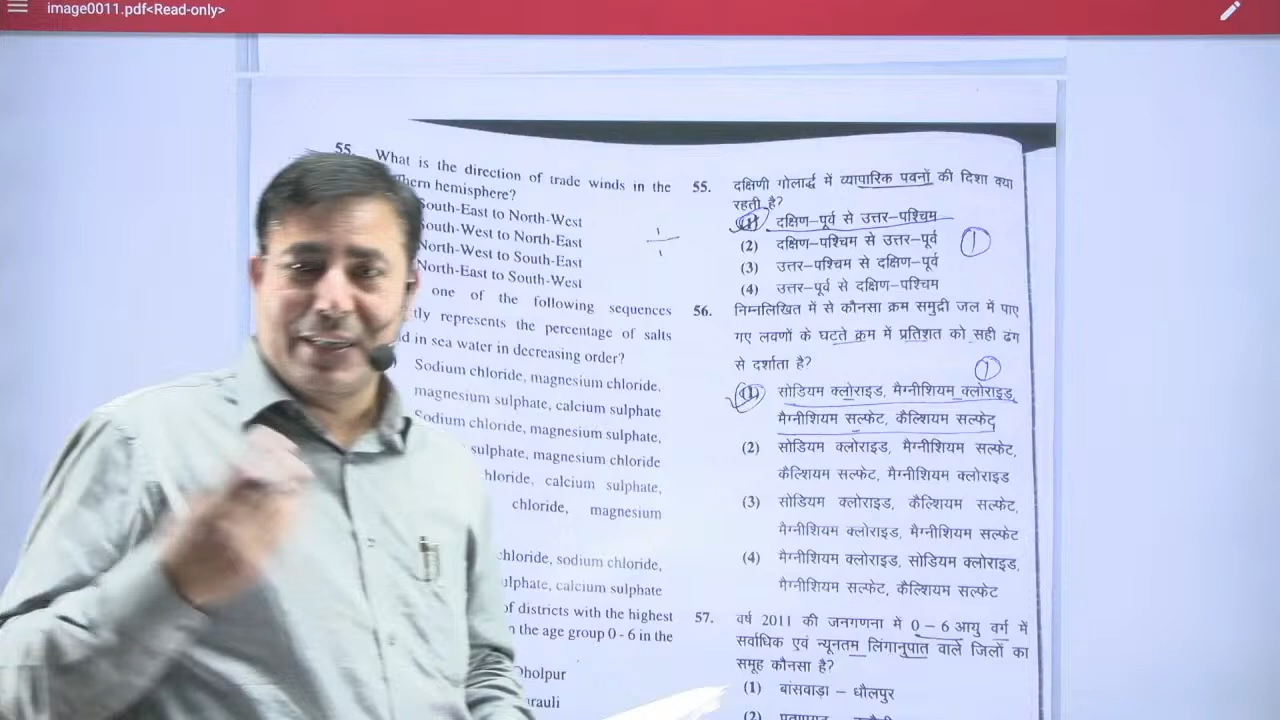 image0011.pdf<Read-only>
55. What is the direction of trade winds in the
hemisphere?
South-East to North-West
South-West to North-East
North-West to South-East
North-East to South-West
one of the following sequences
represents the percentage of salts
in sea water in decreasing order?
Sodium chloride, magnesium chloride,
magnesium sulphate, calcium sulphate
Sodium chloride, magnesium sulphate,
sulphate, magnesium chloride
calcium sulphate,
chloride, magnesium
chloride, sodium chloride,
calcium sulphate
of districts with the highest
the age group 0 - 6 in the
55. दक्षिणी गोलार्द्ध में व्यापारिक पवनों की दिशा क्या
रहती है?
(1) दक्षिण–पूर्व से उत्तर–पश्चिम
(2) दक्षिण–पश्चिम से उत्तर–पूर्व
(3) उत्तर–पश्चिम से दक्षिण–पूर्व
(4) उत्तर–पूर्व से दक्षिण–पश्चिम
1
56. निम्नलिखित में से कौनसा क्रम समुद्री जल में पाए
गए लवणों के घटते क्रम में प्रतिशत को सही ढंग
से दर्शाता है?
1
(1) सोडियम क्लोराइड, मैग्नीशियम क्लोराइड,
मैग्नीशियम सल्फेट, कैल्शियम सल्फेट
(2) सोडियम क्लोराइड, मैग्नीशियम सल्फेट,
कैल्शियम सल्फेट, मैग्नीशियम क्लोराइड
(3) सोडियम क्लोराइड, कैल्शियम सल्फेट,
मैग्नीशियम क्लोराइड, मैग्नीशियम सल्फेट
(4) मैग्नीशियम क्लोराइड, सोडियम क्लोराइड,
मैग्नीशियम सल्फेट, कैल्शियम सल्फेट
57. वर्ष 2011 की जनगणना में 0 – 6 आयु वर्ग में
सर्वाधिक एवं न्यूनतम लिंगानुपात वाले जिलों का
समूह कौनसा है?
(1) बांसवाड़ा – धौलपुर
(2)